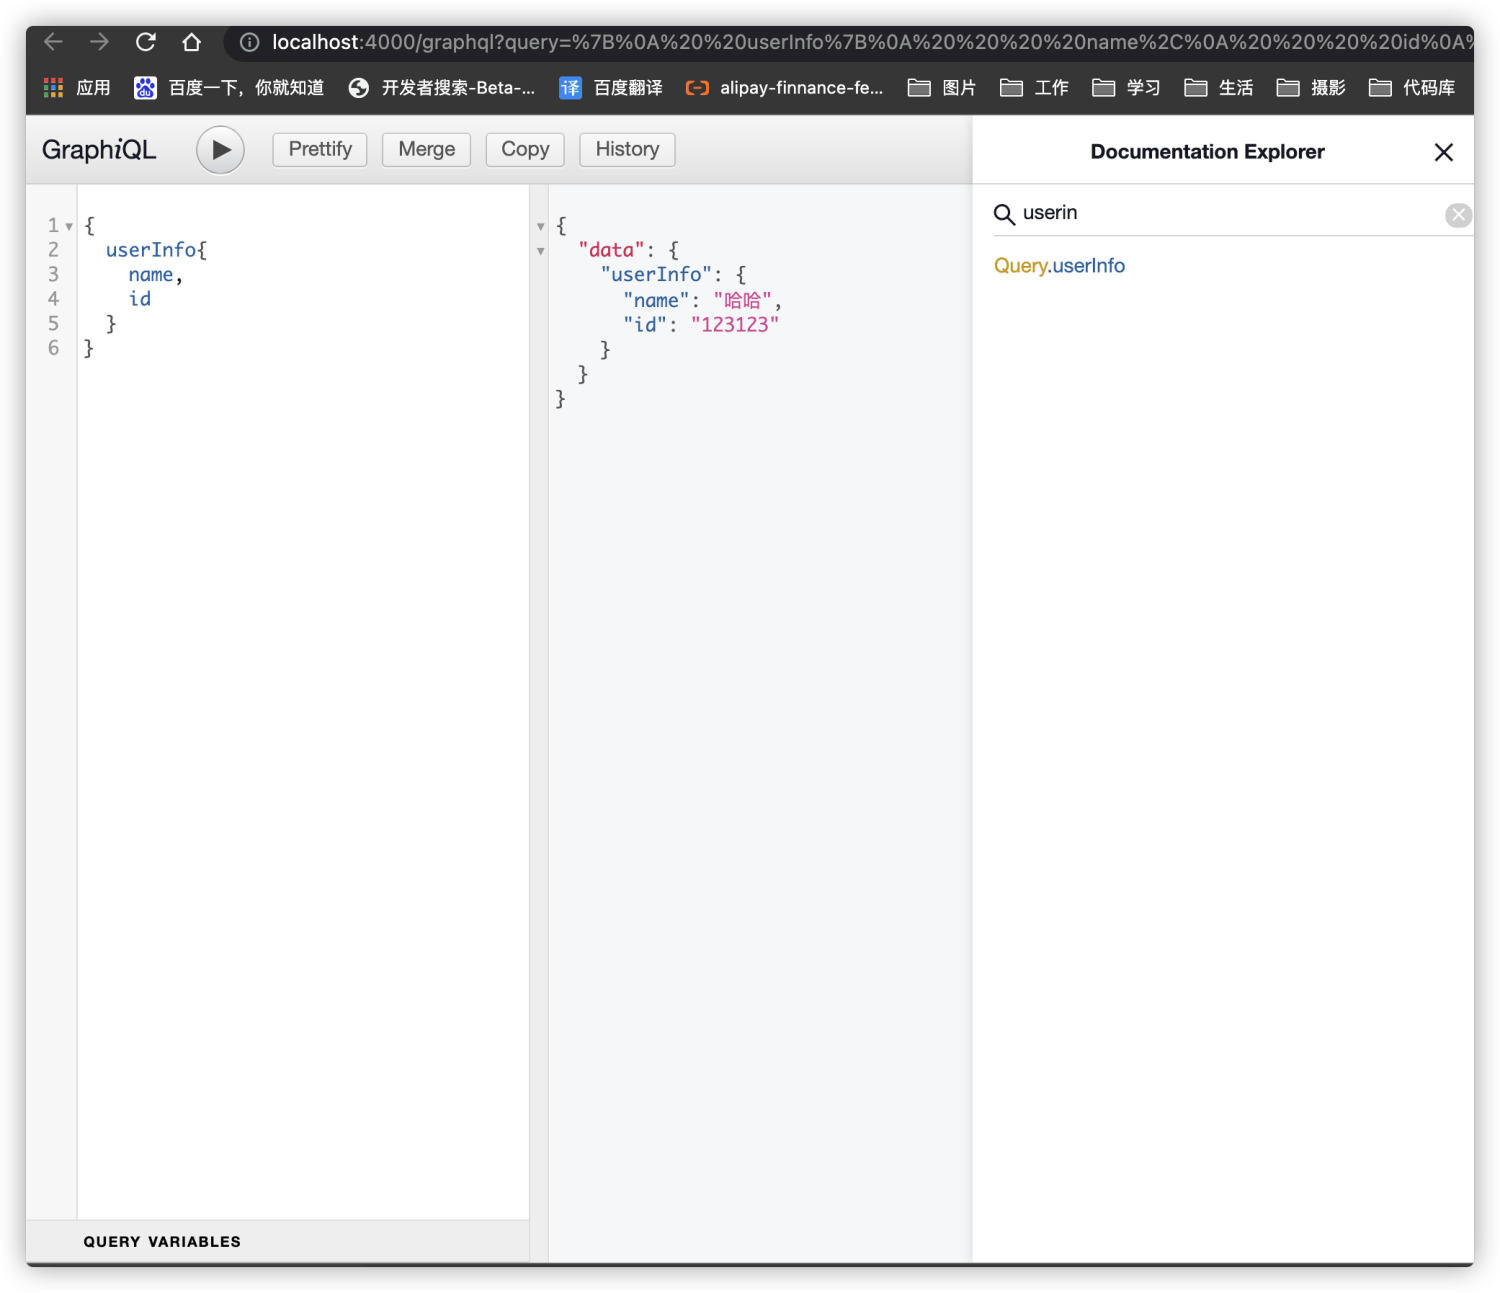 localhost:4000/graphql?query=%7B%0A%20%20userInfo%7B%0A%20%20%20%20name%2C%0A%20%20%20%20id%0A%
应用 百度一下，你就知道 开发者搜索-Beta-... 译 百度翻译 alipay-finnance-fe... 图片 工作 学习 生活 摄影 代码库
GraphiQL Prettify Merge Copy History
1 {
2 userInfo{
3 name,
4 id
5 }
6 }
QUERY VARIABLES
{
"data": {
"userInfo": {
"name": "哈哈",
"id": "123123"
}
}
}
Documentation Explorer
userin
Query.userInfo